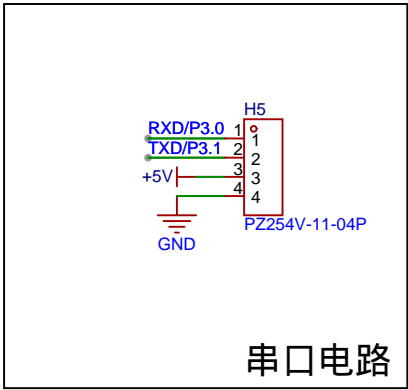 H5
RXD/P3.0 1 1
TXD/P3.1 2 2
+5V 3 3
4 4
GND
PZ254V-11-04P
串口电路